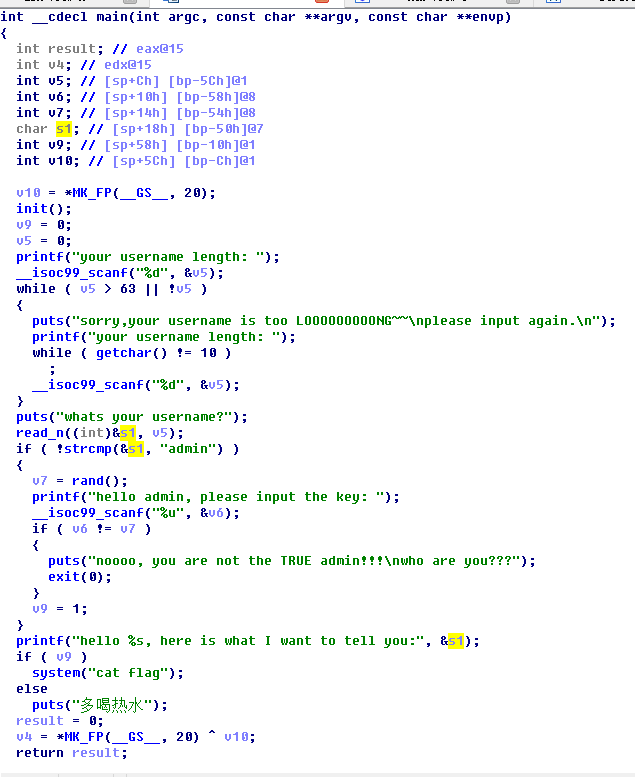 int __cdecl main(int argc, const char **argv, const char **envp)
{
  int result; // eax@15
  int v4; // edx@15
  int v5; // [sp+Ch] [bp-5Ch]@1
  int v6; // [sp+10h] [bp-58h]@8
  int v7; // [sp+14h] [bp-54h]@8
  char s1; // [sp+18h] [bp-50h]@7
  int v9; // [sp+58h] [bp-10h]@1
  int v10; // [sp+5Ch] [bp-Ch]@1

  v10 = *MK_FP(__GS__, 20);
  init();
  v9 = 0;
  v5 = 0;
  printf("your username length: ");
  __isoc99_scanf("%d", &v5);
  while ( v5 > 63 || !v5 )
  {
    puts("sorry,your username is too LOOOOOOOOONG~~\nplease input again.\n");
    printf("your username length: ");
    while ( getchar() != 10 )
      ;
    __isoc99_scanf("%d", &v5);
  }
  puts("whats your username?");
  read_n((int)&s1, v5);
  if ( !strcmp(&s1, "admin") )
  {
    v7 = rand();
    printf("hello admin, please input the key: ");
    __isoc99_scanf("%u", &v6);
    if ( v6 != v7 )
    {
      puts("noooo, you are not the TRUE admin!!!\nwho are you???");
      exit(0);
    }
    v9 = 1;
  }
  printf("hello %s, here is what I want to tell you:", &s1);
  if ( v9 )
    system("cat flag");
  else
    puts("多喝热水");
  result = 0;
  v4 = *MK_FP(__GS__, 20) ^ v10;
  return result;